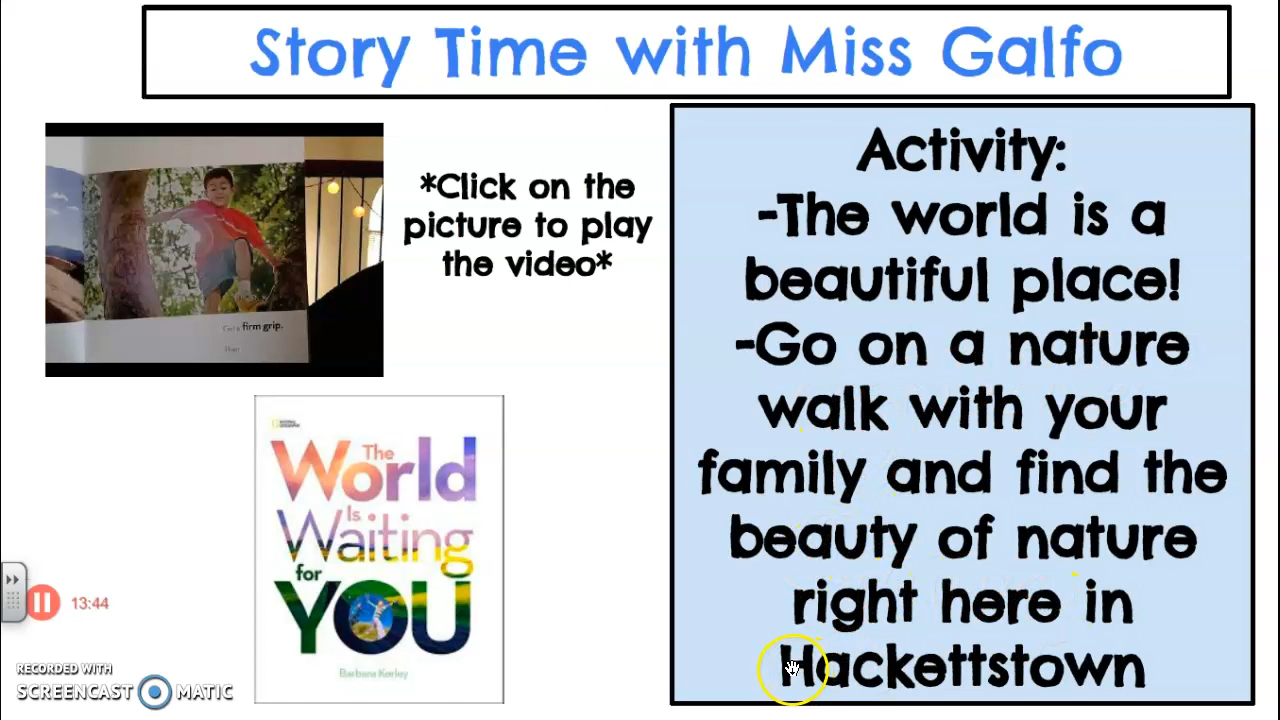 Story Time with Miss Galfo
*Click on the
picture to play
the video*
firm grip.
Activity:
-The world is a
beautiful place!
-Go on a nature
walk with your
family and find the
beauty of nature
right here in
Hackettstown
NATIONAL
GEOGRAPHIC
The
World
Is
Waiting
for
YOU
Barbara Kerley
13:44
RECORDED WITH
SCREENCAST MATIC